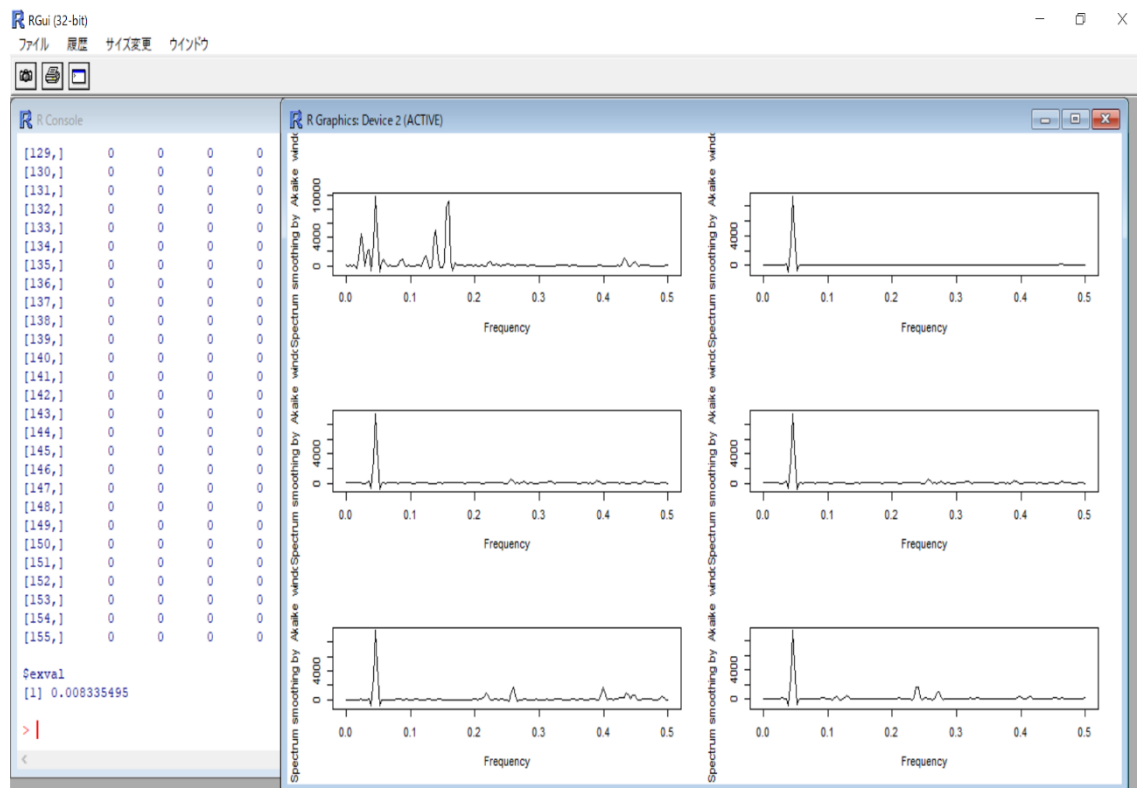 RGui (32-bit)
ファイル 履歴 サイズ変更 ウインドウ
R Console
[129,] 0 0 0 0
[130,] 0 0 0 0
[131,] 0 0 0 0
[132,] 0 0 0 0
[133,] 0 0 0 0
[134,] 0 0 0 0
[135,] 0 0 0 0
[136,] 0 0 0 0
[137,] 0 0 0 0
[138,] 0 0 0 0
[139,] 0 0 0 0
[140,] 0 0 0 0
[141,] 0 0 0 0
[142,] 0 0 0 0
[143,] 0 0 0 0
[144,] 0 0 0 0
[145,] 0 0 0 0
[146,] 0 0 0 0
[147,] 0 0 0 0
[148,] 0 0 0 0
[149,] 0 0 0 0
[150,] 0 0 0 0
[151,] 0 0 0 0
[152,] 0 0 0 0
[153,] 0 0 0 0
[154,] 0 0 0 0
[155,] 0 0 0 0
$exval
[1] 0.008335495
>
R Graphics: Device 2 (ACTIVE)
Spectrum smoothing by Akaike windo
0 4000 10000
0.0 0.1 0.2 0.3 0.4 0.5
Frequency
Spectrum smoothing by Akaike windo
0 4000
0.0 0.1 0.2 0.3 0.4 0.5
Frequency
Spectrum smoothing by Akaike windo
0 4000
0.0 0.1 0.2 0.3 0.4 0.5
Frequency
Spectrum smoothing by Akaike windo
0 4000
0.0 0.1 0.2 0.3 0.4 0.5
Frequency
Spectrum smoothing by Akaike windo
0 4000
0.0 0.1 0.2 0.3 0.4 0.5
Frequency
Spectrum smoothing by Akaike windo
0 4000
0.0 0.1 0.2 0.3 0.4 0.5
Frequency